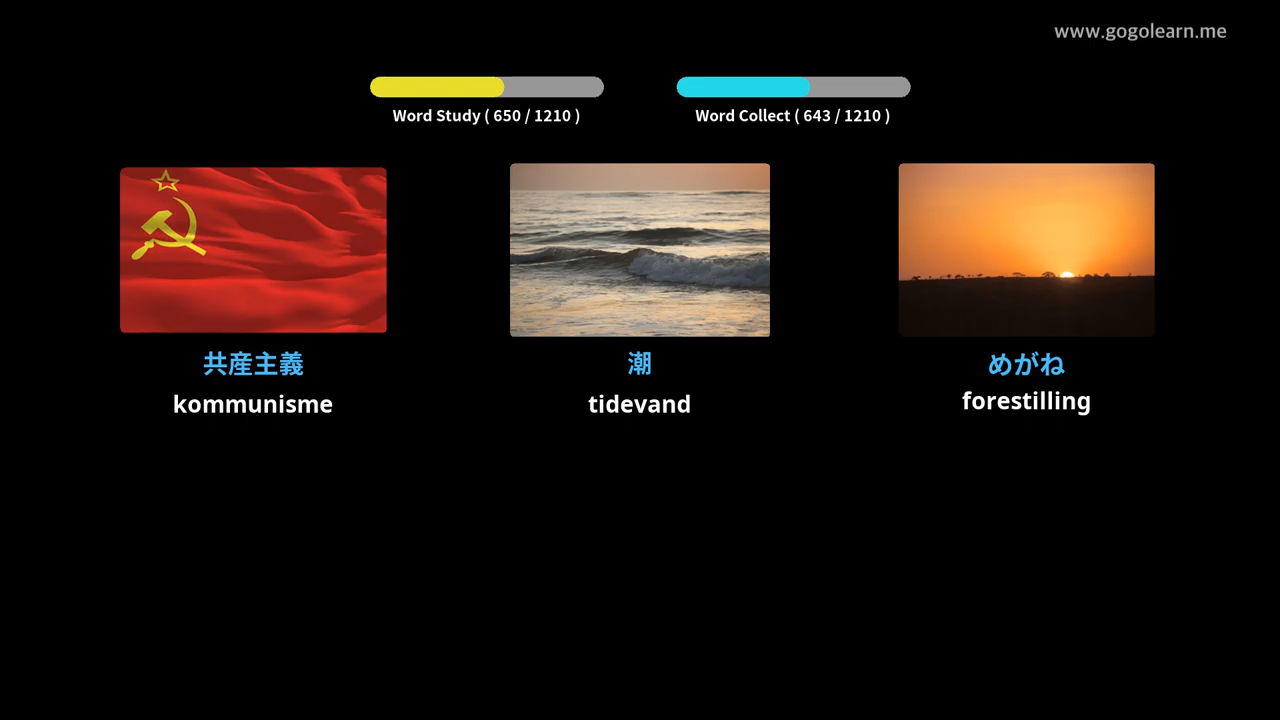 www.gogolearn.me
Word Study ( 650 / 1210 )
Word Collect ( 643 / 1210 )
共産主義
潮
めがね
kommunisme
tidevand
forestilling